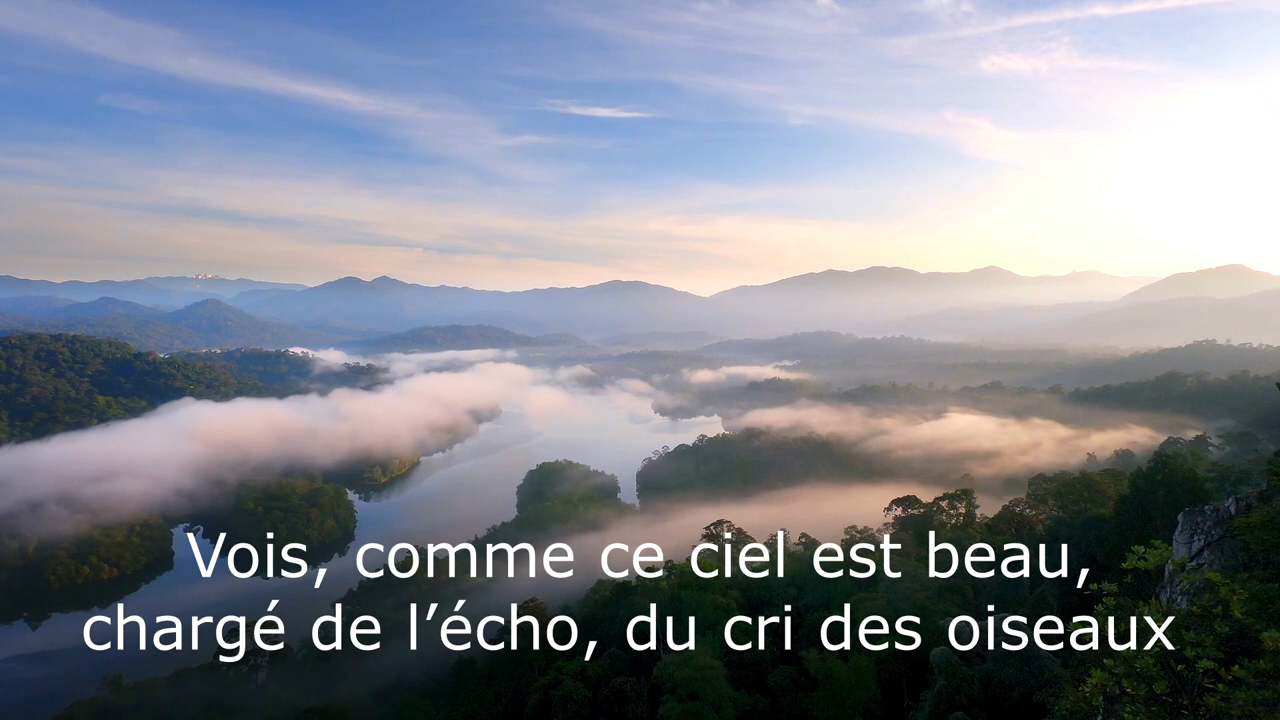 Vois, comme ce ciel est beau,
chargé de l’écho, du cri des oiseaux